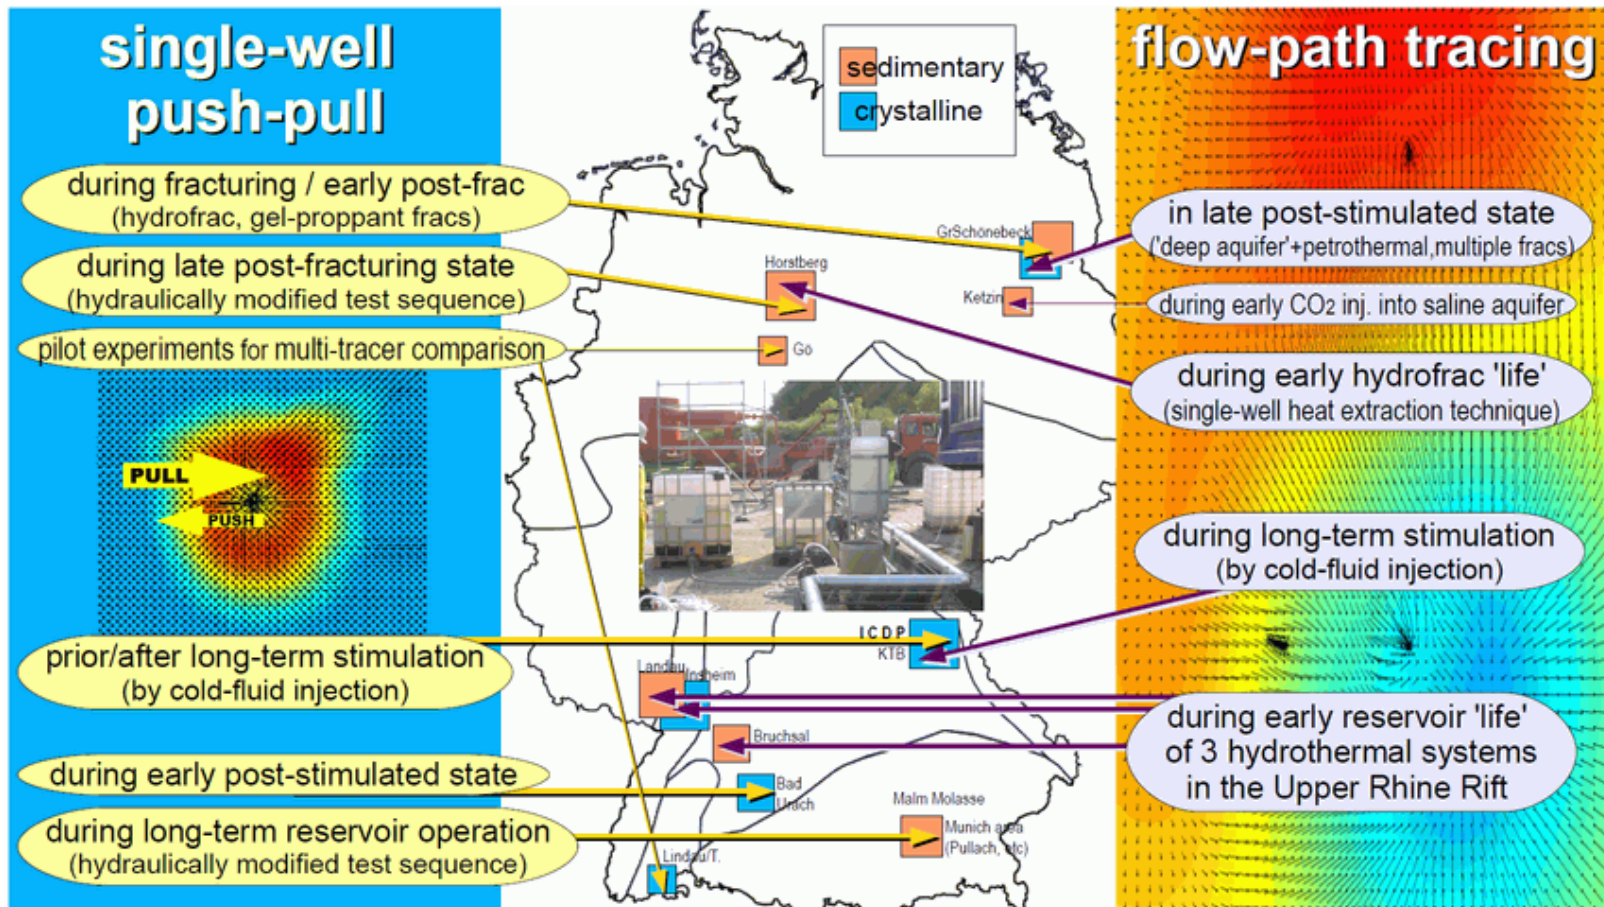 single-well
push-pull
during fracturing / early post-frac
(hydrofrac, gel-proppant fracs)
during late post-fracturing state
(hydraulically modified test sequence)
pilot experiments for multi-tracer comparison
PULL
PUSH
prior/after long-term stimulation
(by cold-fluid injection)
during early post-stimulated state
during long-term reservoir operation
(hydraulically modified test sequence)
sedimentary
crystalline
GrSchönebeck
Horstberg
Ketzin
Gö
ICDP
KTB
Landau
Insheim
Bruchsal
Bad
Urach
Malm Molasse
Munich area
(Pullach, etc)
Lindau/T.
flow-path tracing
in late post-stimulated state
('deep aquifer'+petrothermal,multiple fracs)
during early CO2 inj. into saline aquifer
during early hydrofrac 'life'
(single-well heat extraction technique)
during long-term stimulation
(by cold-fluid injection)
during early reservoir 'life'
of 3 hydrothermal systems
in the Upper Rhine Rift